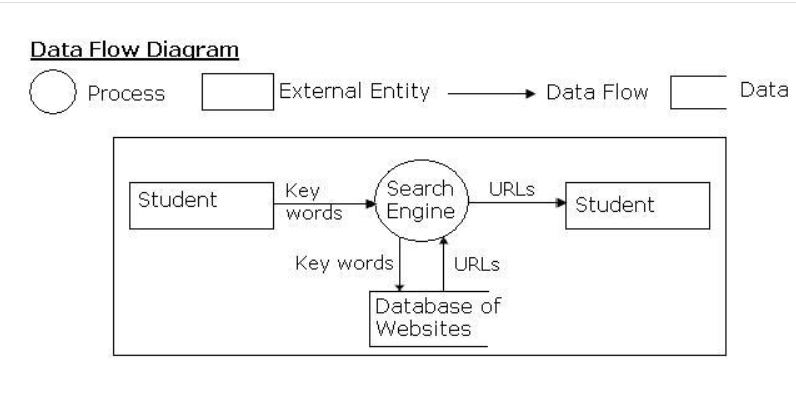 Data Flow Diagram
Process
External Entity
Data Flow
Data
Student
Key
words
Search
Engine
URLs
Student
Key words
URLs
Database of
Websites